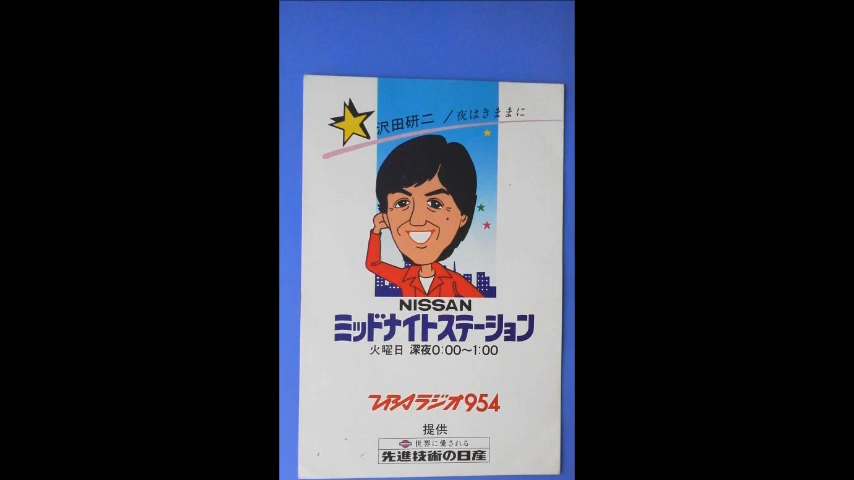 沢田研二/夜はきままに
NISSAN
ミッドナイトステーション
火曜日 深夜0:00〜1:00
TBSラジオ954
提供
世界に愛される
先進技術の日産